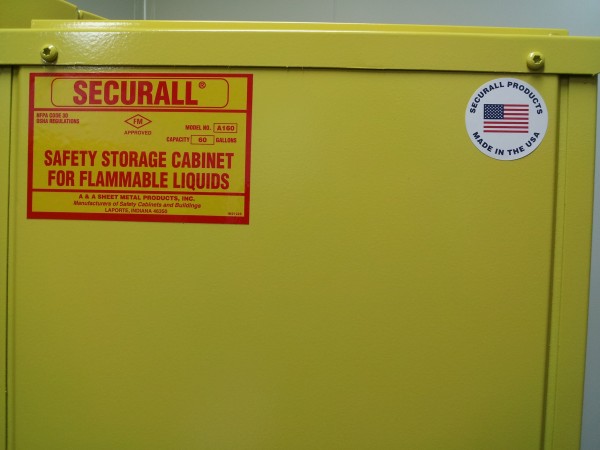 SECURALL®
NFPA CODE 30
OSHA REGULATIONS
FM
APPROVED
MODEL NO. A160
CAPACITY 60 GALLONS
SAFETY STORAGE CABINET
FOR FLAMMABLE LIQUIDS
A & A SHEET METAL PRODUCTS, INC.
Manufacturers of Safety Cabinets and Buildings
LAPORTE, INDIANA 46350
SECURALL PRODUCTS
MADE IN THE USA